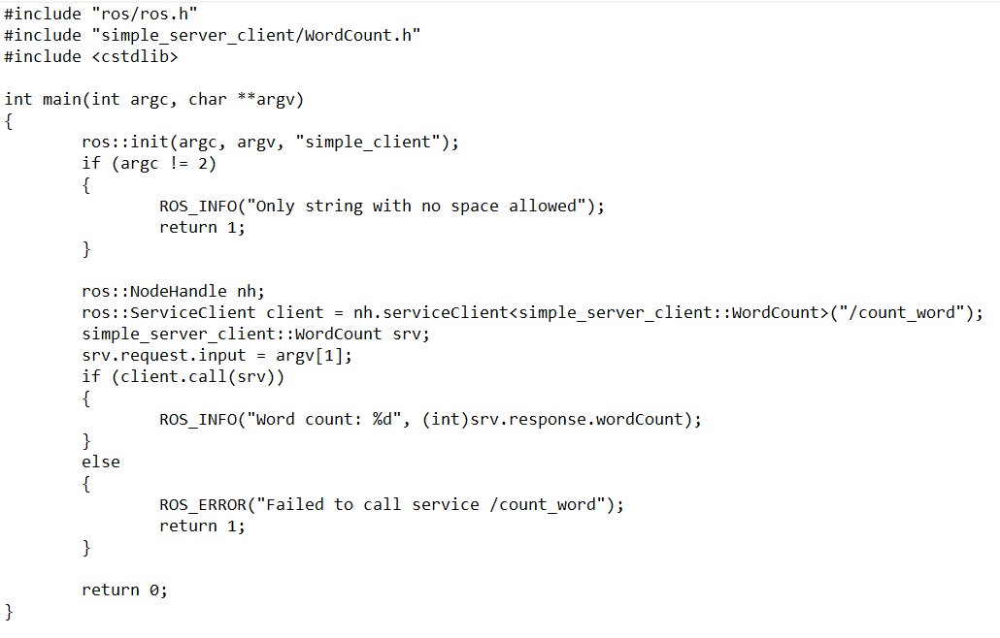 #include "ros/ros.h"
#include "simple_server_client/WordCount.h"
#include <cstdlib>

int main(int argc, char **argv)
{
        ros::init(argc, argv, "simple_client");
        if (argc != 2)
        {
                ROS_INFO("Only string with no space allowed");
                return 1;
        }

        ros::NodeHandle nh;
        ros::ServiceClient client = nh.serviceClient<simple_server_client::WordCount>("/count_word");
        simple_server_client::WordCount srv;
        srv.request.input = argv[1];
        if (client.call(srv))
        {
                ROS_INFO("Word count: %d", (int)srv.response.wordCount);
        }
        else
        {
                ROS_ERROR("Failed to call service /count_word");
                return 1;
        }

        return 0;
}